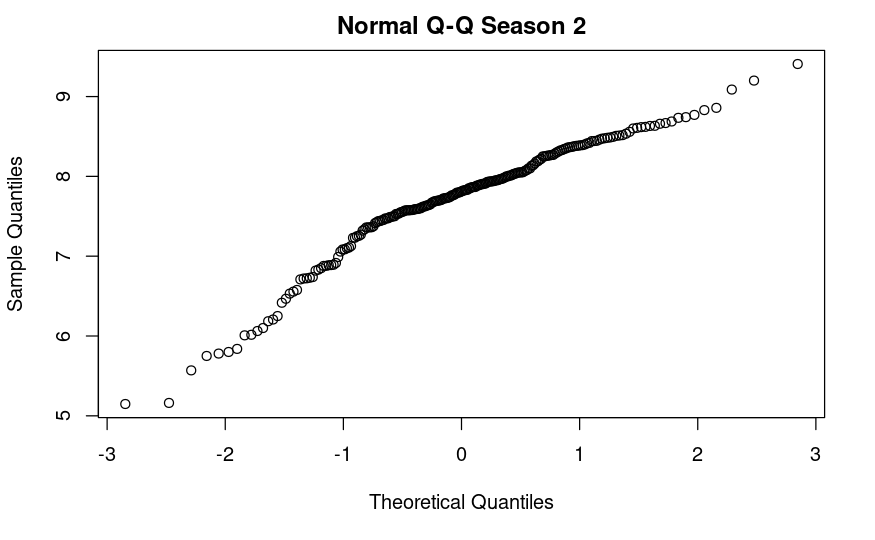 Normal Q-Q Season 2
Sample Quantiles
9
8
7
6
5
-3 -2 -1 0 1 2 3
Theoretical Quantiles